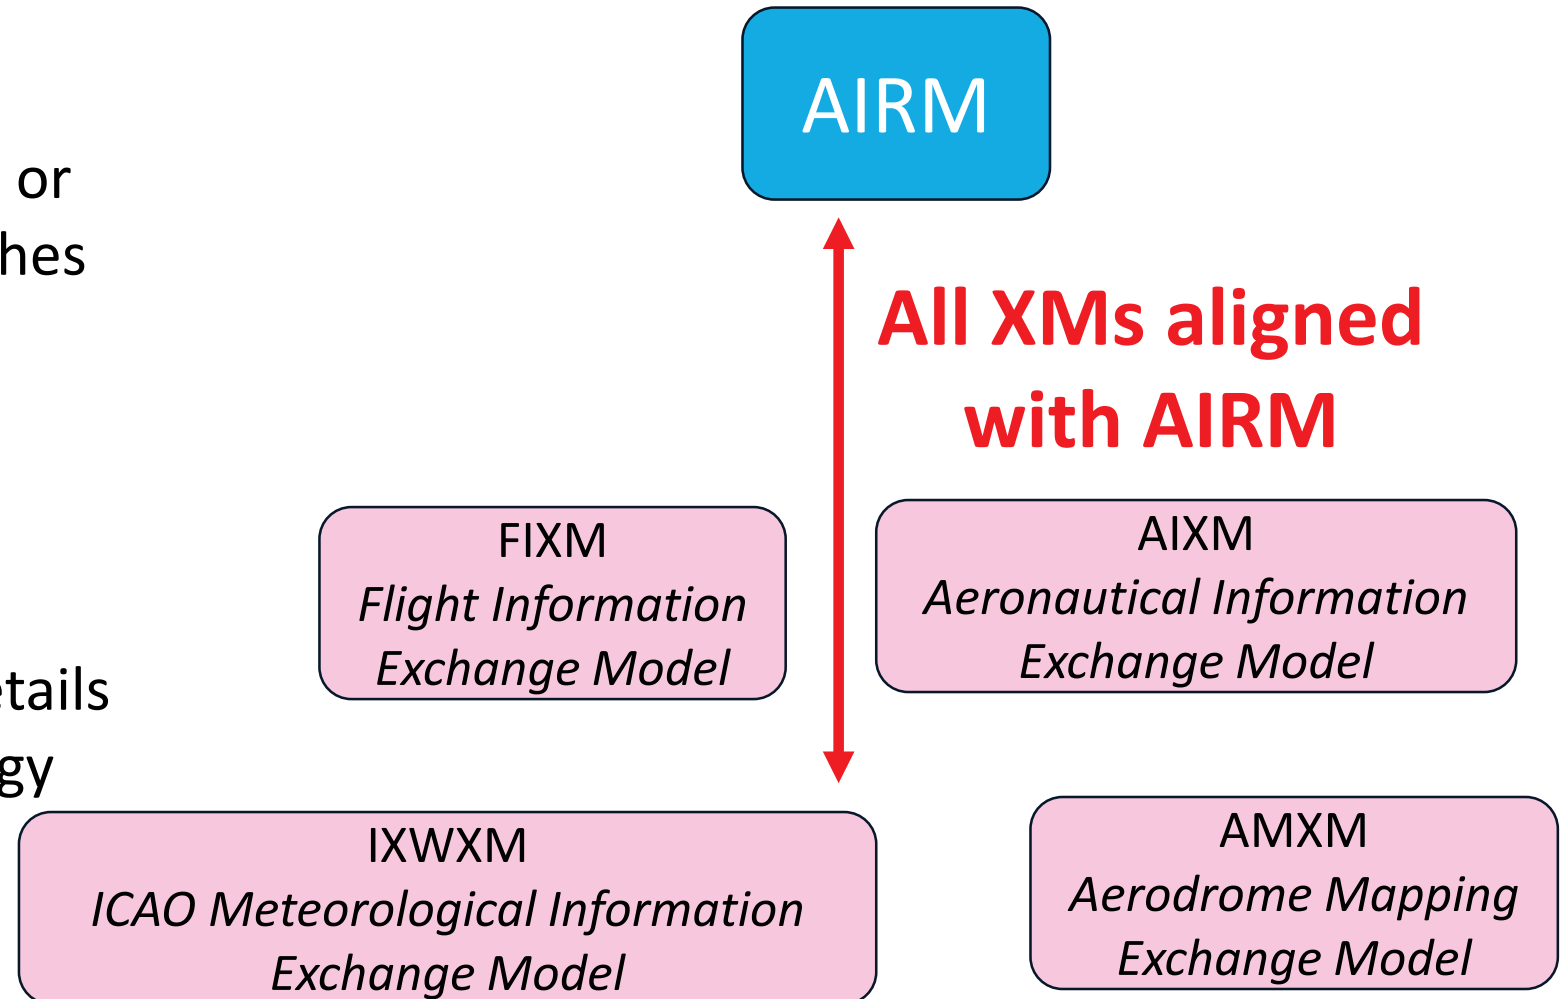 AIRM
or
hes
All XMs aligned
with AIRM
FIXM
Flight Information
Exchange Model
AIXM
Aeronautical Information
Exchange Model
etails
gy
IXWXM
ICAO Meteorological Information
Exchange Model
AMXM
Aerodrome Mapping
Exchange Model